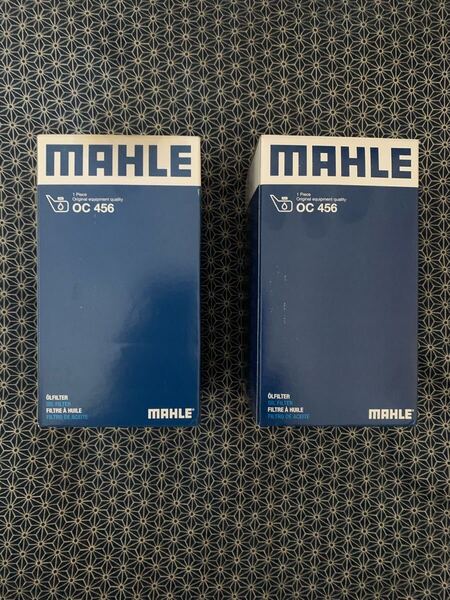 MAHLE
1 Piece
Original equipment quality
OC 456
ÖLFILTER
OIL FILTER
FILTRE À HUILE
FILTRO DE ACEITE
MAHLE
MAHLE
1 Piece
Original equipment quality
OC 456
ÖLFILTER
OIL FILTER
FILTRE À HUILE
FILTRO DE ACEITE
MAHLE